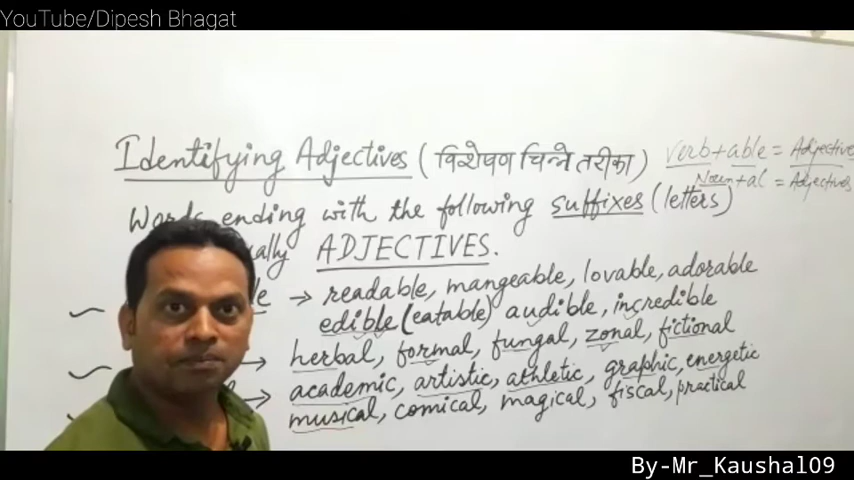 YouTube/Dipesh Bhagat
Identifying Adjectives (विशेषण चिन्ने तरीका)
Verb+able = Adjective
Noun+al = Adjectives
Words ending with the following suffixes (letters)
ADJECTIVES.
→ readable, mangeable, lovable, adorable
edible (eatable) audible, incredible
→ herbal, formal, fungal, zonal, fictional
→ academic, artistic, athletic, graphic, energetic
musical, comical, magical, fiscal, practical
By-Mr_Kaushal09